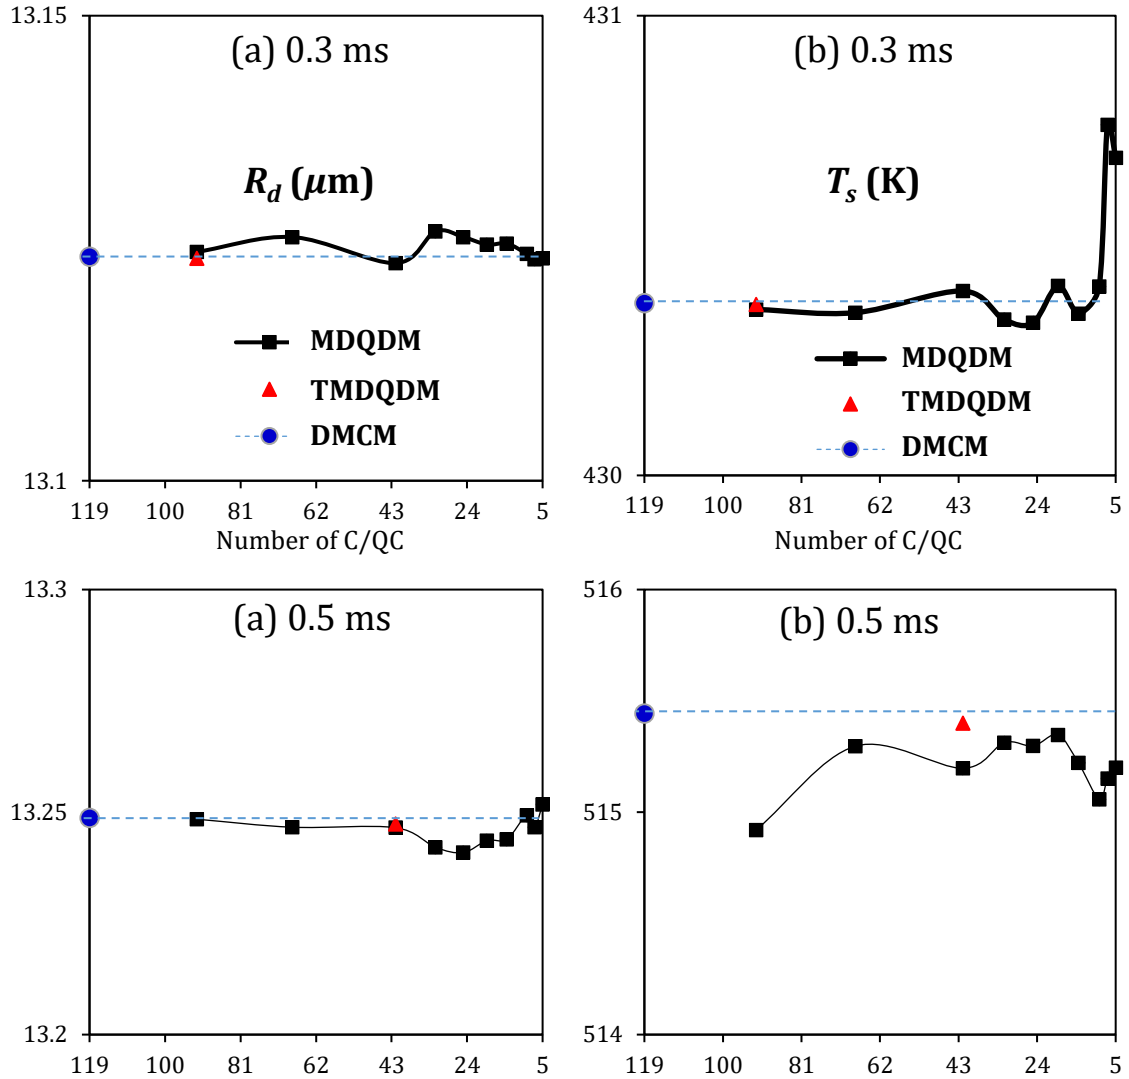 13.15
(a) 0.3 ms
R_d (μm)
MDQDM
TMDQDM
DMCM
13.1
119 100 81 62 43 24 5
Number of C/QC
431
(b) 0.3 ms
T_s (K)
MDQDM
TMDQDM
DMCM
430
119 100 81 62 43 24 5
Number of C/QC
13.3
(a) 0.5 ms
13.25
13.2
119 100 81 62 43 24 5
516
(b) 0.5 ms
515
514
119 100 81 62 43 24 5